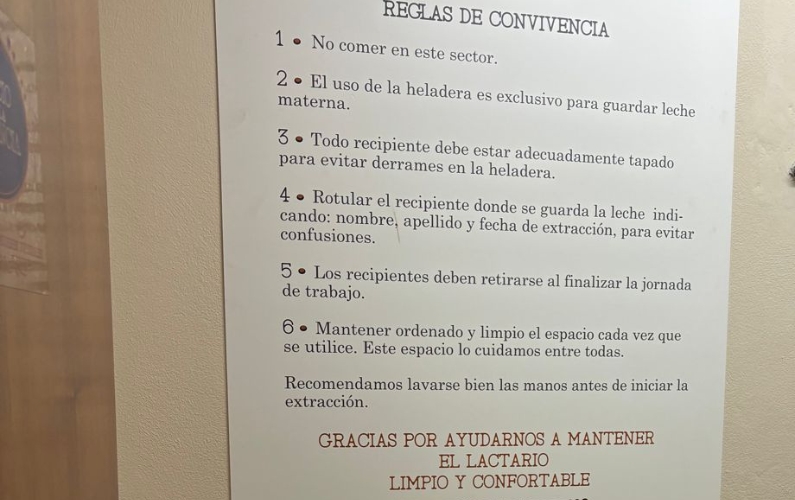 REGLAS DE CONVIVENCIA
1 • No comer en este sector.
2 • El uso de la heladera es exclusivo para guardar leche
materna.
3 • Todo recipiente debe estar adecuadamente tapado
para evitar derrames en la heladera.
4 • Rotular el recipiente donde se guarda la leche indi-
cando: nombre, apellido y fecha de extracción, para evitar
confusiones.
5 • Los recipientes deben retirarse al finalizar la jornada
de trabajo.
6 • Mantener ordenado y limpio el espacio cada vez que
se utilice. Este espacio lo cuidamos entre todas.
Recomendamos lavarse bien las manos antes de iniciar la
extracción.
GRACIAS POR AYUDARNOS A MANTENER
EL LACTARIO
LIMPIO Y CONFORTABLE